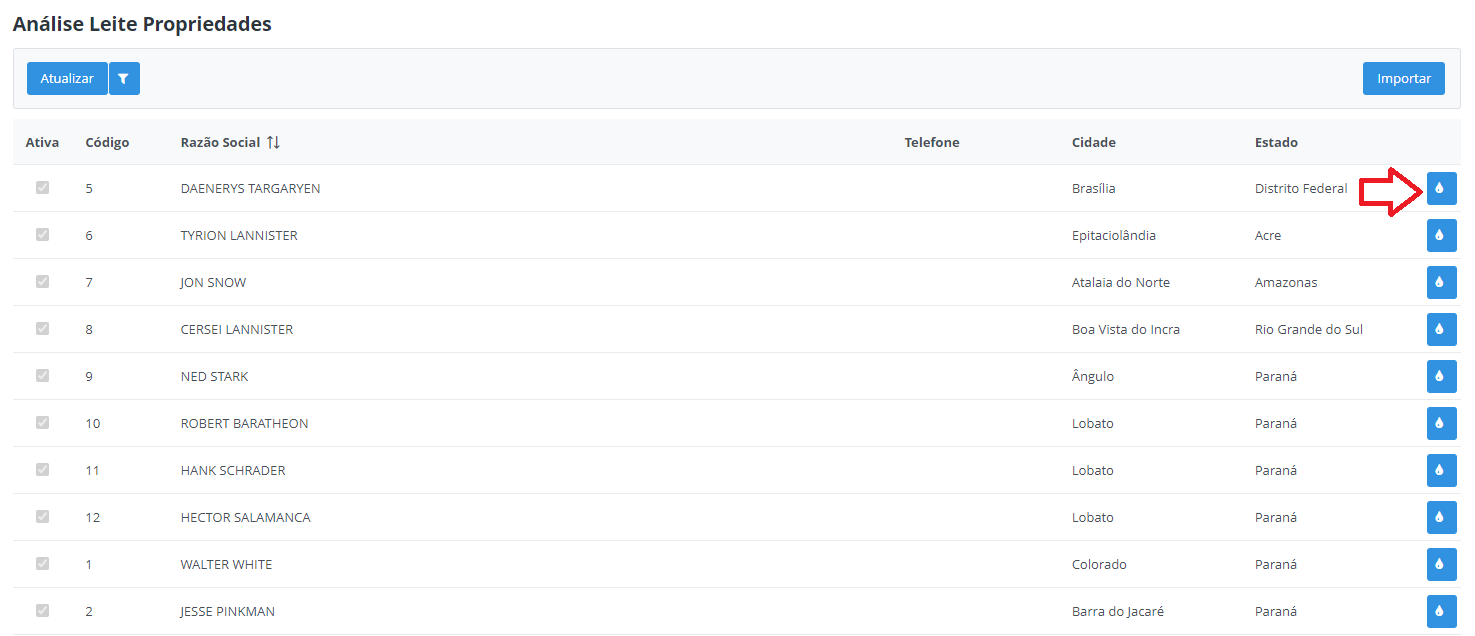 Análise Leite Propriedades
Atualizar Importar
Ativa Código Razão Social Telefone Cidade Estado
5 DAENERYS TARGARYEN Brasília Distrito Federal
6 TYRION LANNISTER Epitaciolândia Acre
7 JON SNOW Atalaia do Norte Amazonas
8 CERSEI LANNISTER Boa Vista do Incra Rio Grande do Sul
9 NED STARK Ângulo Paraná
10 ROBERT BARATHEON Lobato Paraná
11 HANK SCHRADER Lobato Paraná
12 HECTOR SALAMANCA Lobato Paraná
1 WALTER WHITE Colorado Paraná
2 JESSE PINKMAN Barra do Jacaré Paraná